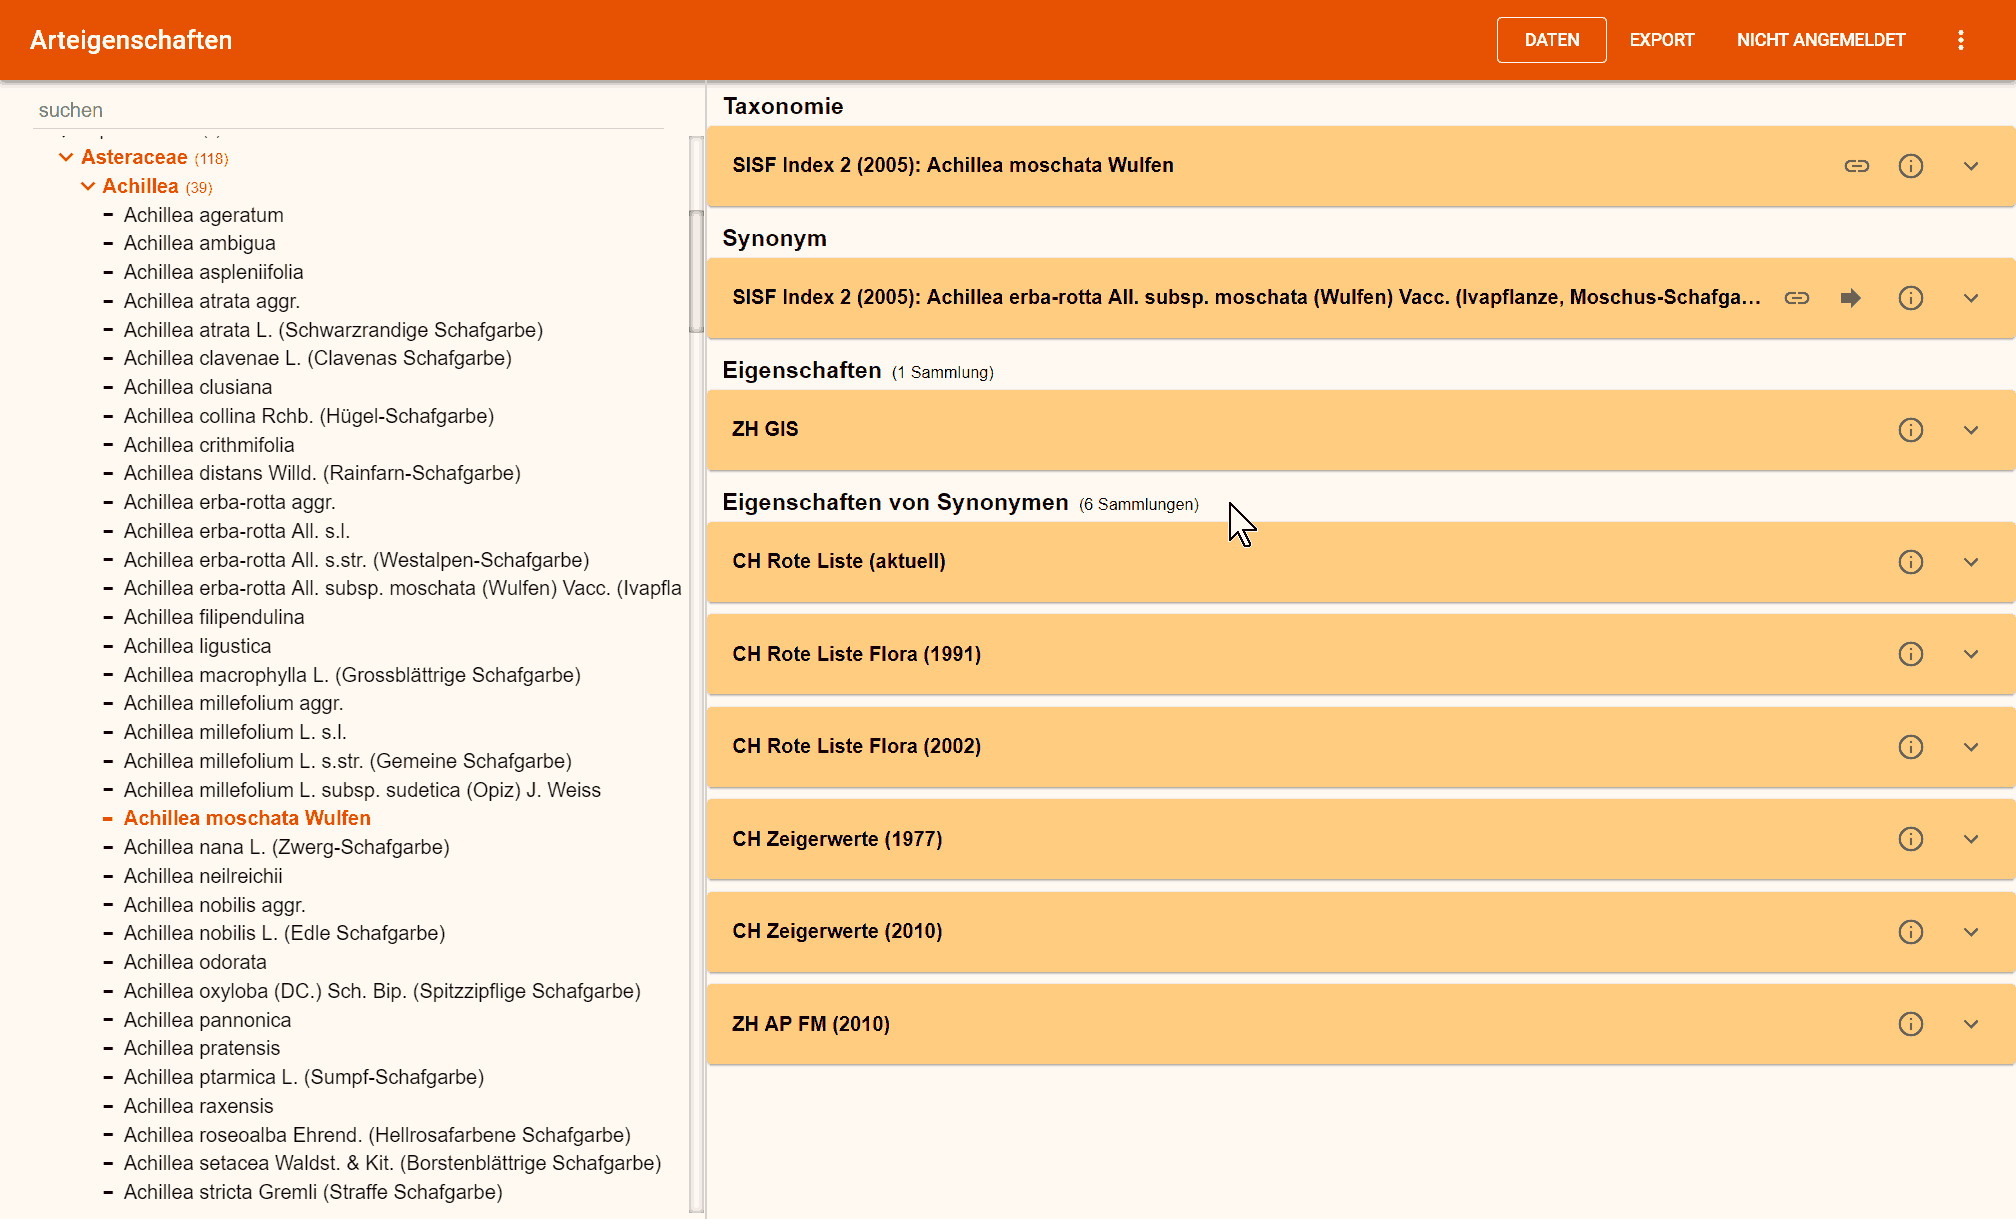 Arteigenschaften
DATEN
EXPORT
NICHT ANGEMELDET
suchen
Asteraceae (118)
Achillea (39)
Achillea ageratum
Achillea ambigua
Achillea aspleniifolia
Achillea atrata aggr.
Achillea atrata L. (Schwarzrandige Schafgarbe)
Achillea clavenae L. (Clavenas Schafgarbe)
Achillea clusiana
Achillea collina Rchb. (Hügel-Schafgarbe)
Achillea crithmifolia
Achillea distans Willd. (Rainfarn-Schafgarbe)
Achillea erba-rotta aggr.
Achillea erba-rotta All. s.l.
Achillea erba-rotta All. s.str. (Westalpen-Schafgarbe)
Achillea erba-rotta All. subsp. moschata (Wulfen) Vacc. (Ivapfla
Achillea filipendulina
Achillea ligustica
Achillea macrophylla L. (Grossblättrige Schafgarbe)
Achillea millefolium aggr.
Achillea millefolium L. s.l.
Achillea millefolium L. s.str. (Gemeine Schafgarbe)
Achillea millefolium L. subsp. sudetica (Opiz) J. Weiss
Achillea moschata Wulfen
Achillea nana L. (Zwerg-Schafgarbe)
Achillea neilreichii
Achillea nobilis aggr.
Achillea nobilis L. (Edle Schafgarbe)
Achillea odorata
Achillea oxyloba (DC.) Sch. Bip. (Spitzzipflige Schafgarbe)
Achillea pannonica
Achillea pratensis
Achillea ptarmica L. (Sumpf-Schafgarbe)
Achillea raxensis
Achillea roseoalba Ehrend. (Hellrosafarbene Schafgarbe)
Achillea setacea Waldst. & Kit. (Borstenblättrige Schafgarbe)
Achillea stricta Gremli (Straffe Schafgarbe)
Taxonomie
SISF Index 2 (2005): Achillea moschata Wulfen
Synonym
SISF Index 2 (2005): Achillea erba-rotta All. subsp. moschata (Wulfen) Vacc. (Ivapflanze, Moschus-Schafga...
Eigenschaften (1 Sammlung)
ZH GIS
Eigenschaften von Synonymen (6 Sammlungen)
CH Rote Liste (aktuell)
CH Rote Liste Flora (1991)
CH Rote Liste Flora (2002)
CH Zeigerwerte (1977)
CH Zeigerwerte (2010)
ZH AP FM (2010)